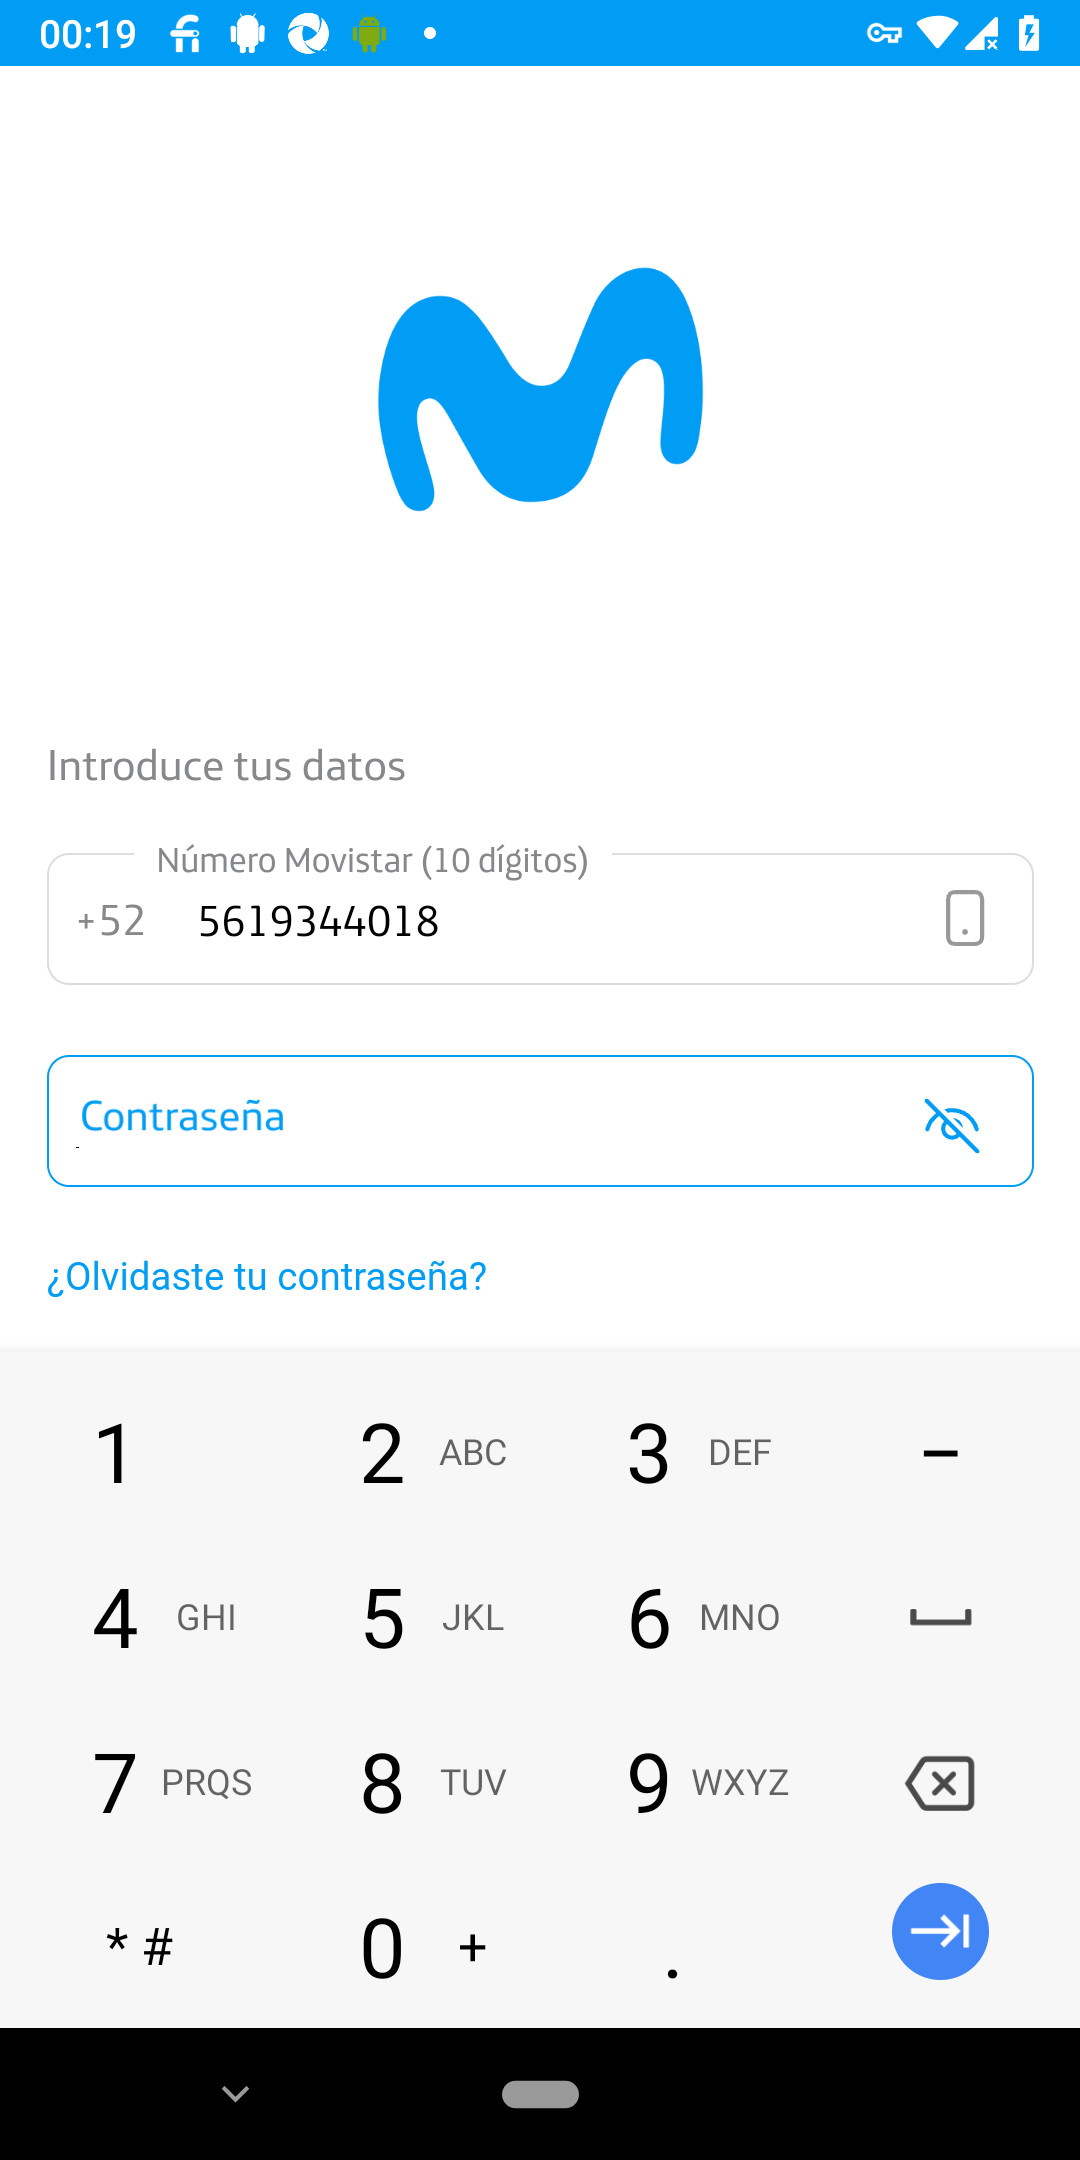 00:19
Introduce tus datos
Número Movistar (10 dígitos)
+52 5619344018
Contraseña
¿Olvidaste tu contraseña?
1 2 ABC 3 DEF –
4 GHI 5 JKL 6 MNO
7 PRQS 8 TUV 9 WXYZ
* # 0 + .